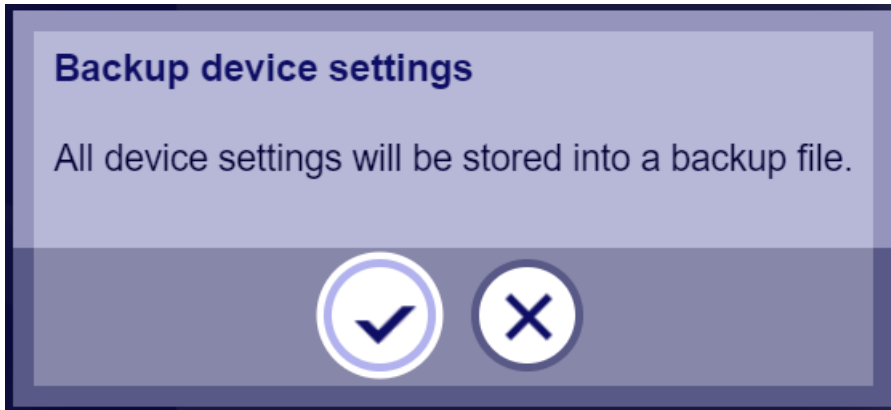 Backup device settings
All device settings will be stored into a backup file.